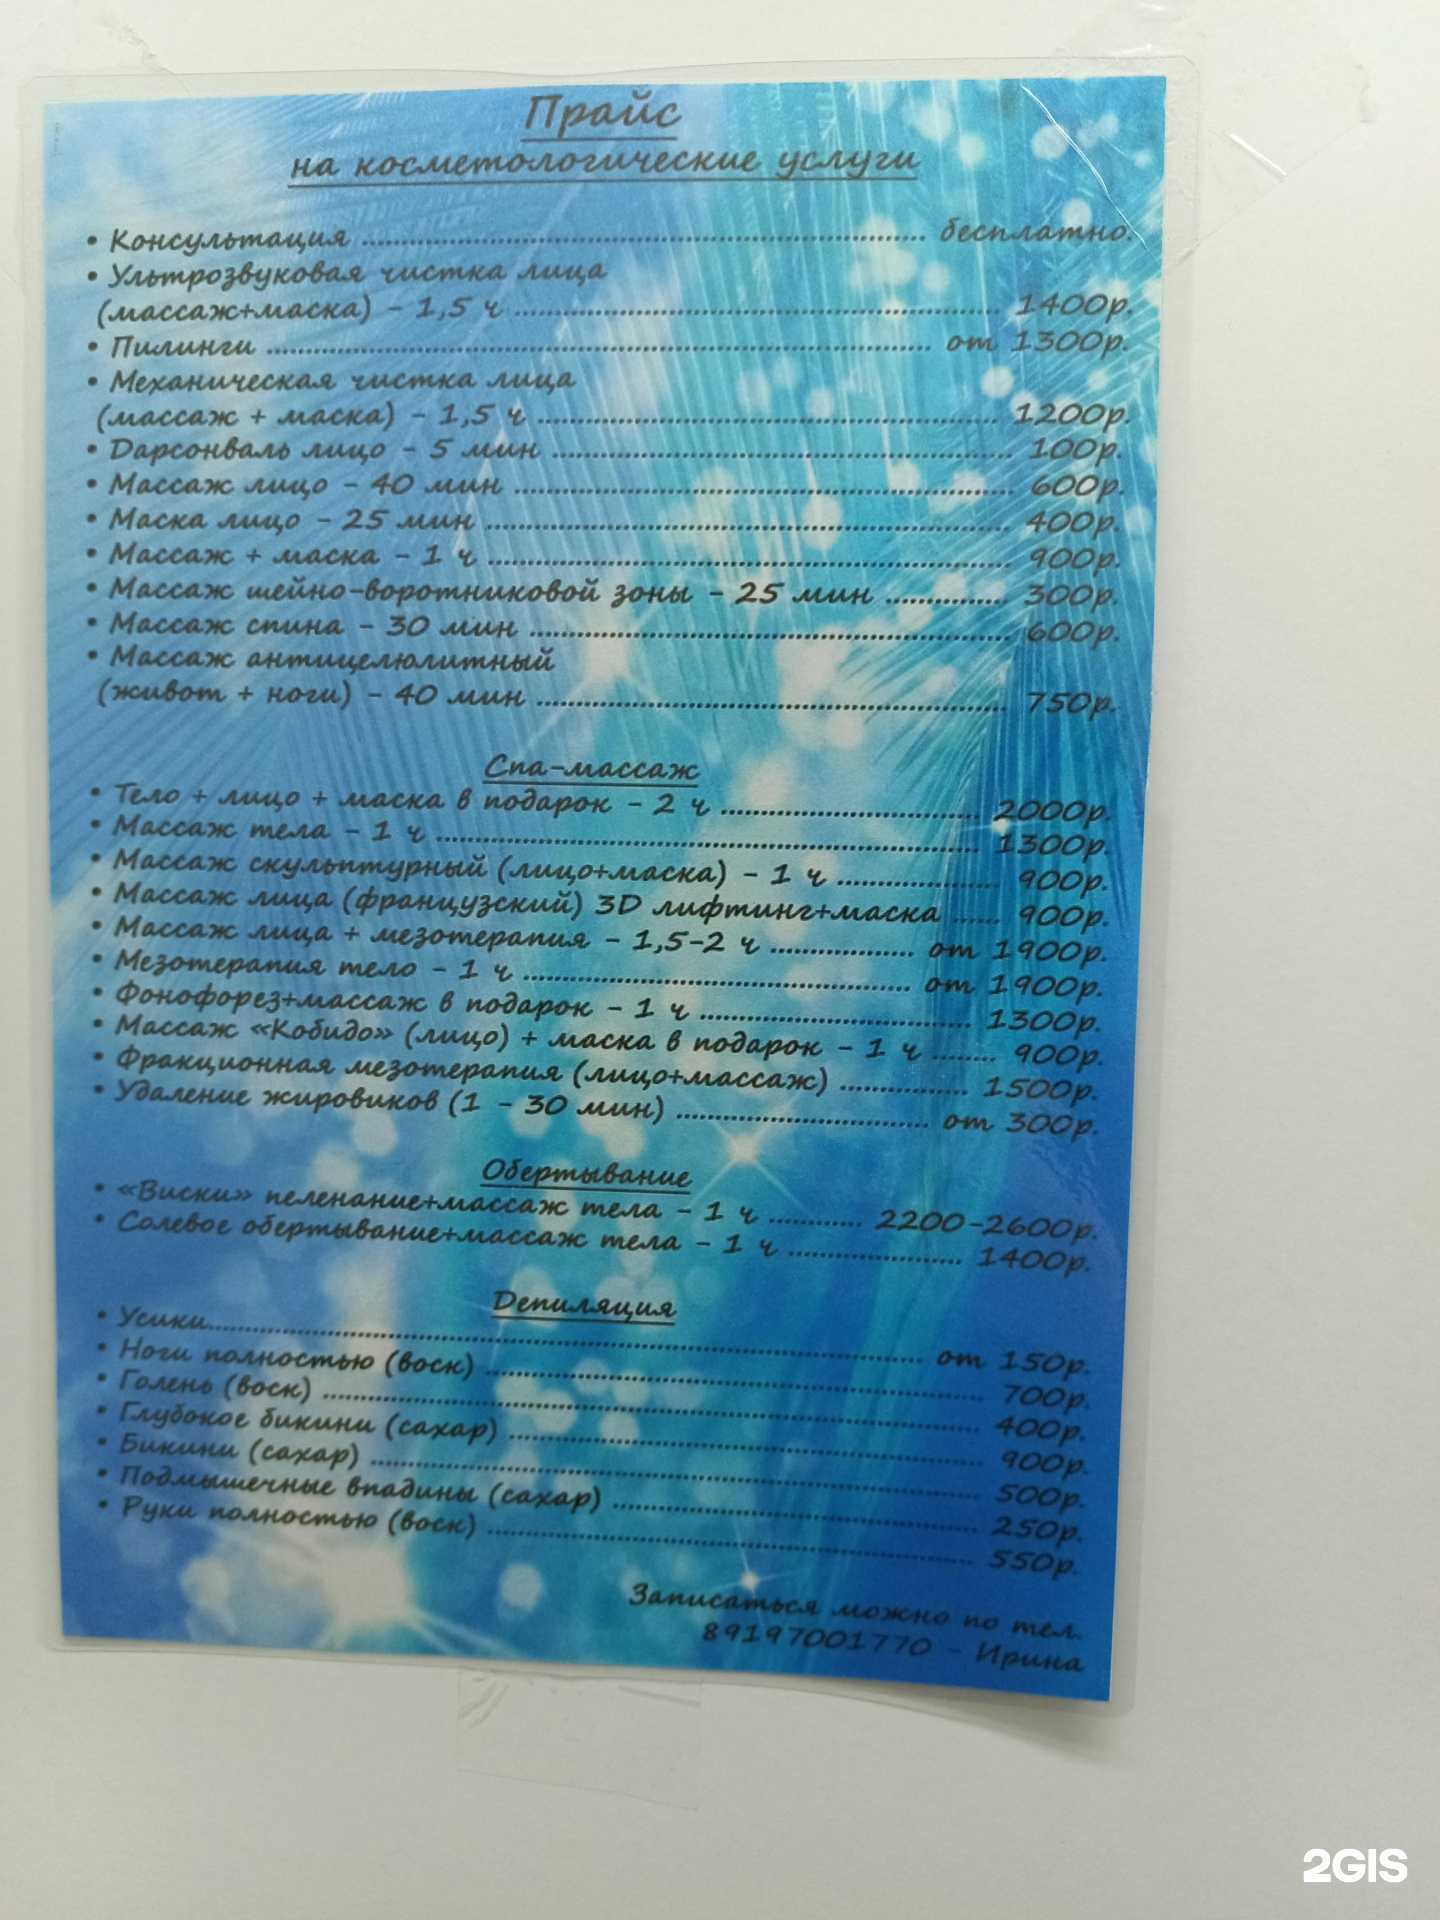 Прайс
на косметологические услуги
• Консультация ........ бесплатно.
• Ультрозвуковая чистка лица
(массаж+маска) - 1,5 ч ........ 1400р.
• Пилинги ........ от 1300р.
• Механическая чистка лица
(массаж + маска) - 1,5 ч ........ 1200р.
• Дарсонваль лицо - 5 мин ........ 100р.
• Массаж лицо - 40 мин ........ 600р.
• Маска лицо - 25 мин ........ 400р.
• Массаж + маска - 1 ч ........ 900р.
• Массаж шейно-воротниковой зоны - 25 мин ........ 300р.
• Массаж спина - 30 мин ........ 600р.
• Массаж антицелюлитный
(живот + ноги) - 40 мин ........ 750р.
Спа-массаж
• Тело + лицо + маска в подарок - 2 ч ........ 2000р.
• Массаж тела - 1 ч ........ 1300р.
• Массаж скульптурный (лицо+маска) - 1 ч ........ 900р.
• Массаж лица (французский) 3D лифтинг+маска ...... 900р.
• Массаж лица + мезотерапия - 1,5-2 ч ........ от 1900р.
• Мезотерапия тело - 1 ч ........ от 1900р.
• Фонофорез+массаж в подарок - 1 ч ........ 1300р.
• Массаж «Кобидо» (лицо) + маска в подарок - 1 ч ........ 900р.
• Фракционная мезотерапия (лицо+массаж) ........ 1500р.
• Удаление жировиков (1 - 30 мин) ........ от 300р.
Обертывание
• «Виски» пеленание+массаж тела - 1 ч ........ 2200-2600р.
• Солевое обертывание+массаж тела - 1 ч ........ 1400р.
Депиляция
• Усики........ от 150р.
• Ноги полностью (воск) ........ 700р.
• Голень (воск) ........ 400р.
• Глубокое бикини (сахар) ........ 900р.
• Бикини (сахар) ........ 500р.
• Подмышечные впадины (сахар) ........ 250р.
• Руки полностью (воск) ........ 550р.
Записаться можно по тел.
89197001770 - Ирина
2GIS